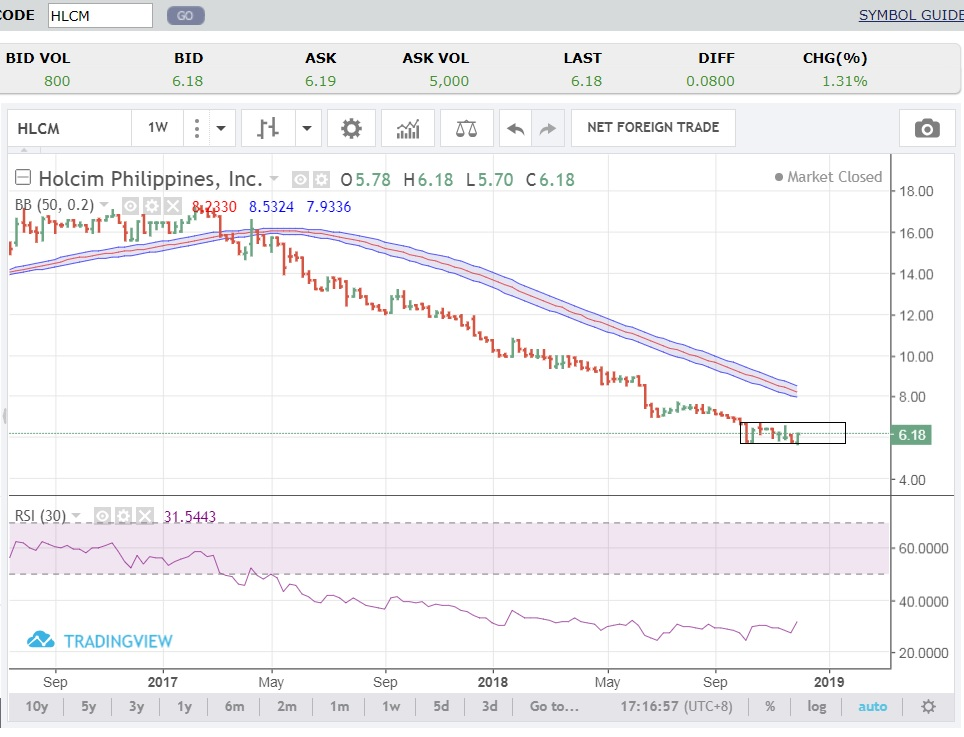 CODE HLCM GO SYMBOL GUIDE
BID VOL BID ASK ASK VOL LAST DIFF CHG(%)
800 6.18 6.19 5,000 6.18 0.0800 1.31%
HLCM 1W NET FOREIGN TRADE
Holcim Philippines, Inc. O5.78 H6.18 L5.70 C6.18 Market Closed
BB (50, 0.2) 8.2330 8.5324 7.9336
18.00
16.00
14.00
12.00
10.00
8.00
6.18
4.00
RSI (30) 31.5443
60.0000
40.0000
20.0000
TRADINGVIEW
Sep 2017 May Sep 2018 May Sep 2019
10y 5y 3y 1y 6m 2m 1m 1w 5d 3d Go to... 17:16:57 (UTC+8) % log auto